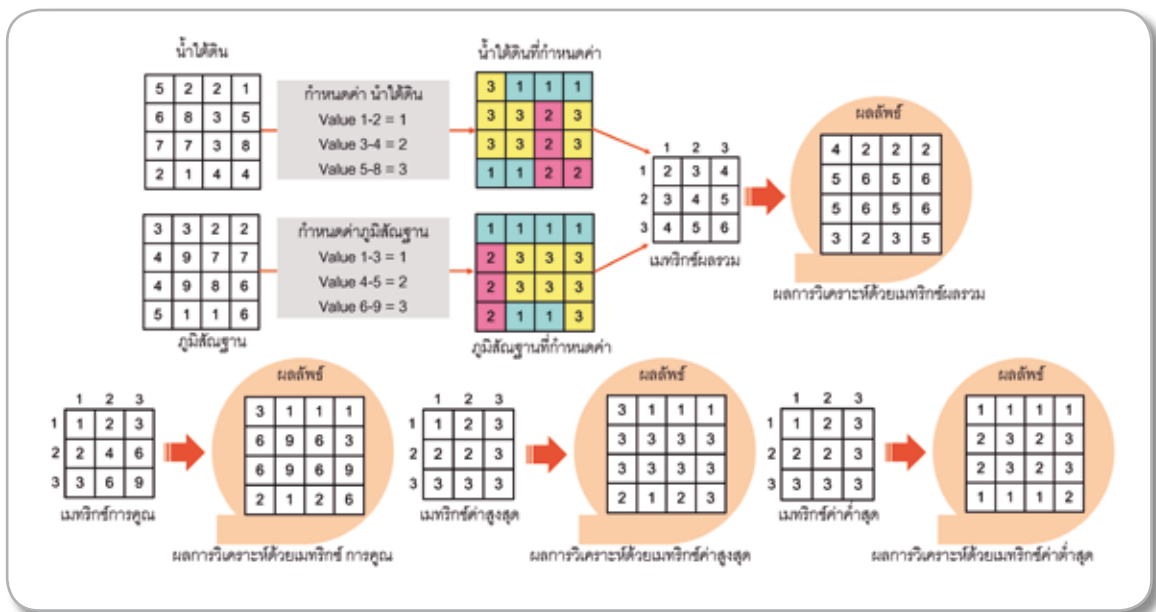 น้ำใต้ดิน
5 2 2 1
6 8 3 5
7 7 3 8
2 1 4 4
กำหนดค่า น้ำใต้ดิน
Value 1-2 = 1
Value 3-4 = 2
Value 5-8 = 3
น้ำใต้ดินที่กำหนดค่า
3 1 1 1
3 3 2 3
3 3 2 3
1 1 2 2
3 3 2 2
4 9 7 7
4 9 8 6
5 1 1 6
ภูมิสัณฐาน
กำหนดค่าภูมิสัณฐาน
Value 1-3 = 1
Value 4-5 = 2
Value 6-9 = 3
1 1 1 1
2 3 3 3
2 3 3 3
2 1 1 3
ภูมิสัณฐานที่กำหนดค่า
1 2 3
1 2 3 4
2 3 4 5
3 4 5 6
เมทริกซ์ผลรวม
ผลลัพธ์
4 2 2 2
5 6 5 6
5 6 5 6
3 2 3 5
ผลการวิเคราะห์ด้วยเมทริกซ์ผลรวม
1 2 3
1 1 2 3
2 2 4 6
3 3 6 9
เมทริกซ์การคูณ
ผลลัพธ์
3 1 1 1
6 9 6 3
6 9 6 9
2 1 2 6
ผลการวิเคราะห์ด้วยเมทริกซ์ การคูณ
1 2 3
1 1 2 3
2 2 2 3
3 3 3 3
เมทริกซ์ค่าสูงสุด
ผลลัพธ์
3 1 1 1
3 3 3 3
3 3 3 3
2 1 2 3
ผลการวิเคราะห์ด้วยเมทริกซ์ค่าสูงสุด
1 2 3
1 1 2 3
2 2 2 3
3 3 3 3
เมทริกซ์ค่าต่ำสุด
ผลลัพธ์
1 1 1 1
2 3 2 3
2 3 2 3
1 1 1 2
ผลการวิเคราะห์ด้วยเมทริกซ์ค่าต่ำสุด